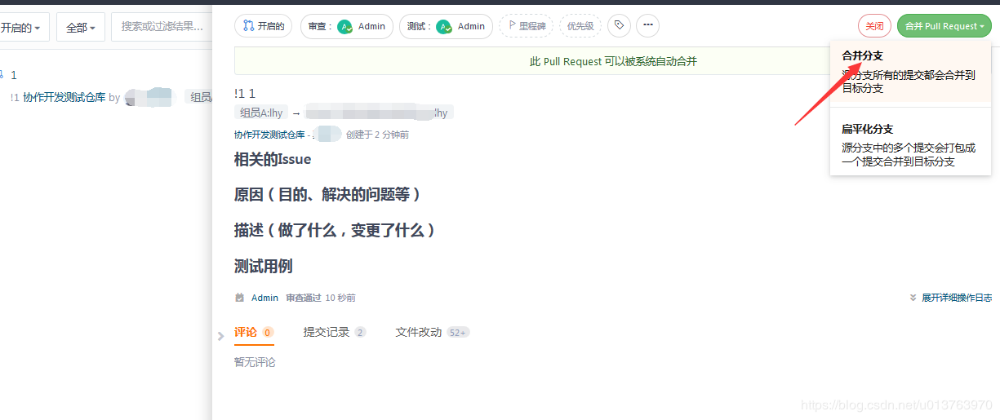 开启的
全部
搜索或过滤结果...
1
!1 协作开发测试仓库 by
组员A
开启的
审查： Admin
测试： Admin
里程碑
优先级
关闭
合并 Pull Request
此 Pull Request 可以被系统自动合并
合并分支
源分支所有的提交都会合并到
目标分支
扁平化分支
源分支中的多个提交会打包成
一个提交合并到目标分支
!1 1
组员A:lhy → lhy
协作开发测试仓库 - 创建于 2 分钟前
相关的Issue
原因（目的、解决的问题等）
描述（做了什么，变更了什么）
测试用例
Admin 审查通过 10 秒前
展开详细操作日志
评论 0
提交记录 2
文件改动 52+
暂无评论
https://blog.csdn.net/u013763970